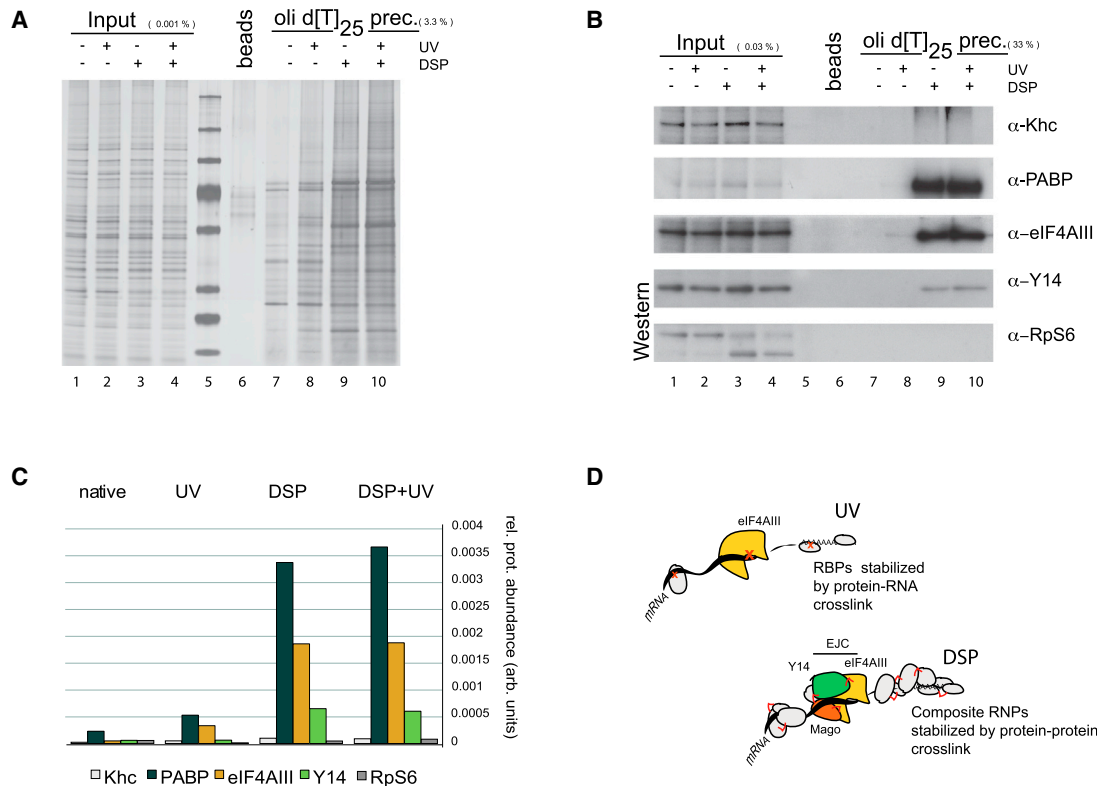 A
Input ( 0.001 % )
beads
oli d[T]25 prec. ( 3.3 % )
- + - + - + - + UV
- - + + - - + + DSP
1 2 3 4 5 6 7 8 9 10
B
Input ( 0.03 % )
beads
oli d[T]25 prec. ( 33 % )
- + - + - + - + UV
- - + + - - + + DSP
α-Khc
α-PABP
α-eIF4AIII
α-Y14
α-RpS6
Western
1 2 3 4 5 6 7 8 9 10
C
native UV DSP DSP+UV
0.004
0.0035
0.003
0.0025
0.002
0.0015
0.001
0.0005
0
rel. prot. abundance (arb. units)
Khc PABP eIF4AIII Y14 RpS6
D
UV
eIF4AIII
x
x
x
AAAAAA
mRNA
RBPs stabilized
by protein-RNA
crosslink
EJC
Y14 eIF4AIII
DSP
Mago
mRNA
Composite RNPs
stabilized by protein-protein
crosslink